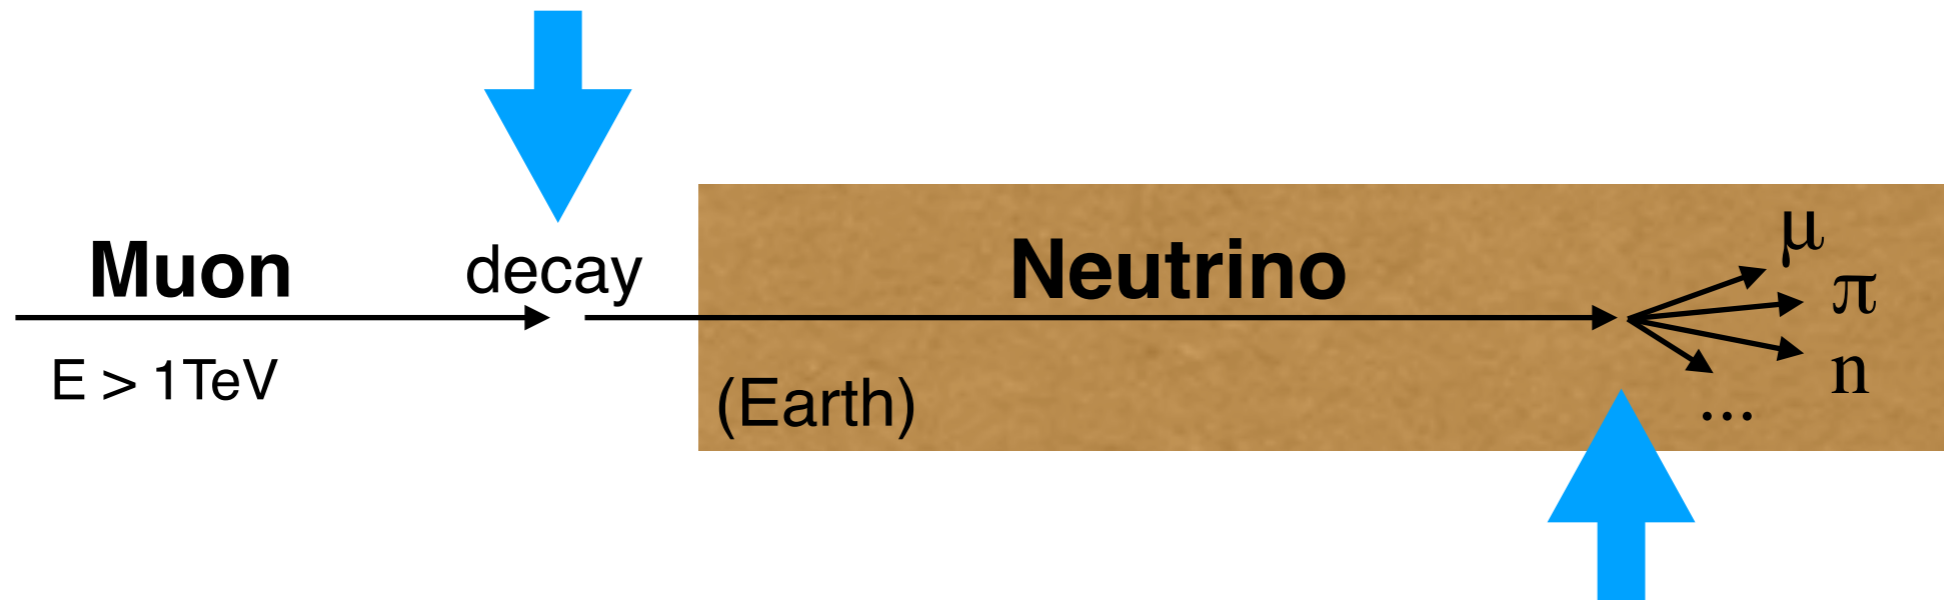 Muon
decay
E > 1TeV
Neutrino
(Earth)
μ
π
n
...